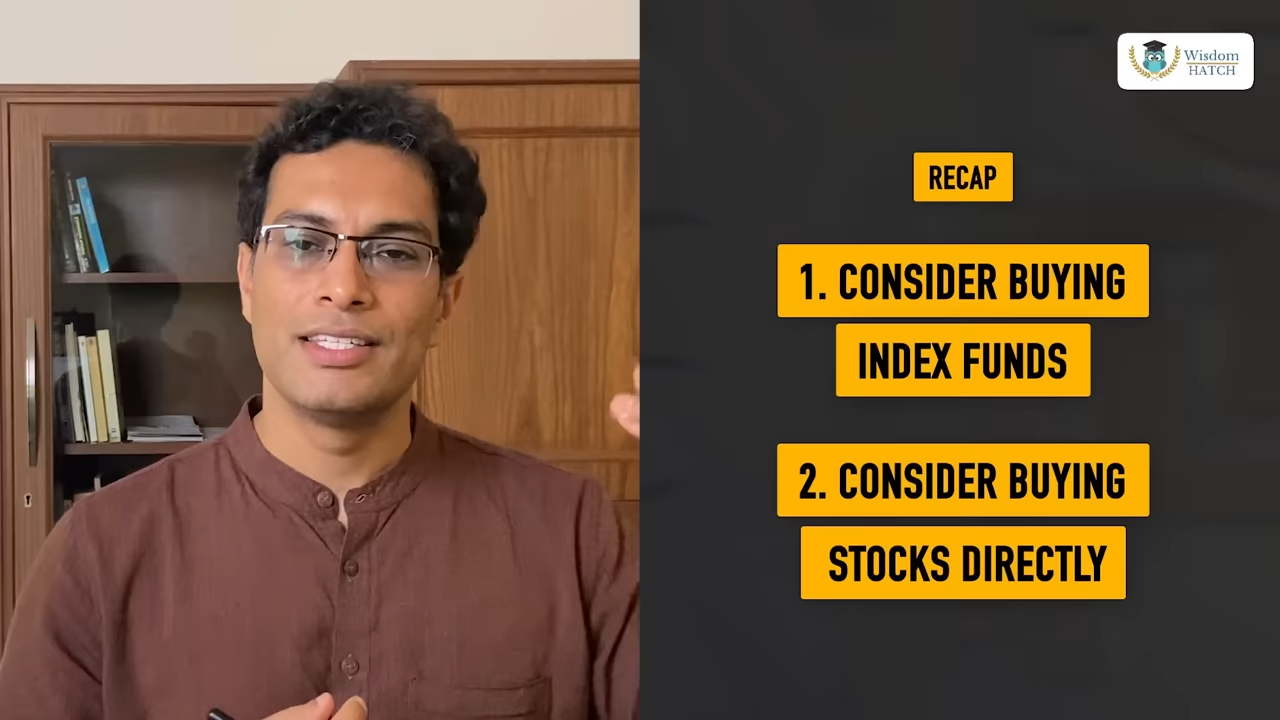 Wisdom
HATCH
RECAP
1. CONSIDER BUYING
INDEX FUNDS
2. CONSIDER BUYING
STOCKS DIRECTLY